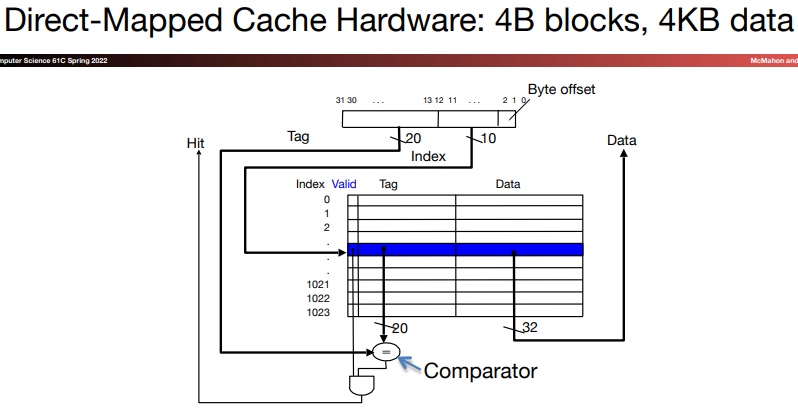 Direct-Mapped Cache Hardware: 4B blocks, 4KB data
mputer Science 61C Spring 2022 McMahon and
Byte offset
31 30 ... 13 12 11 ... 2 1 0
Hit Tag 20 10 Data
Index
Index Valid Tag Data
0
1
2
.
.
.
1021
1022
1023
20 32
=
Comparator